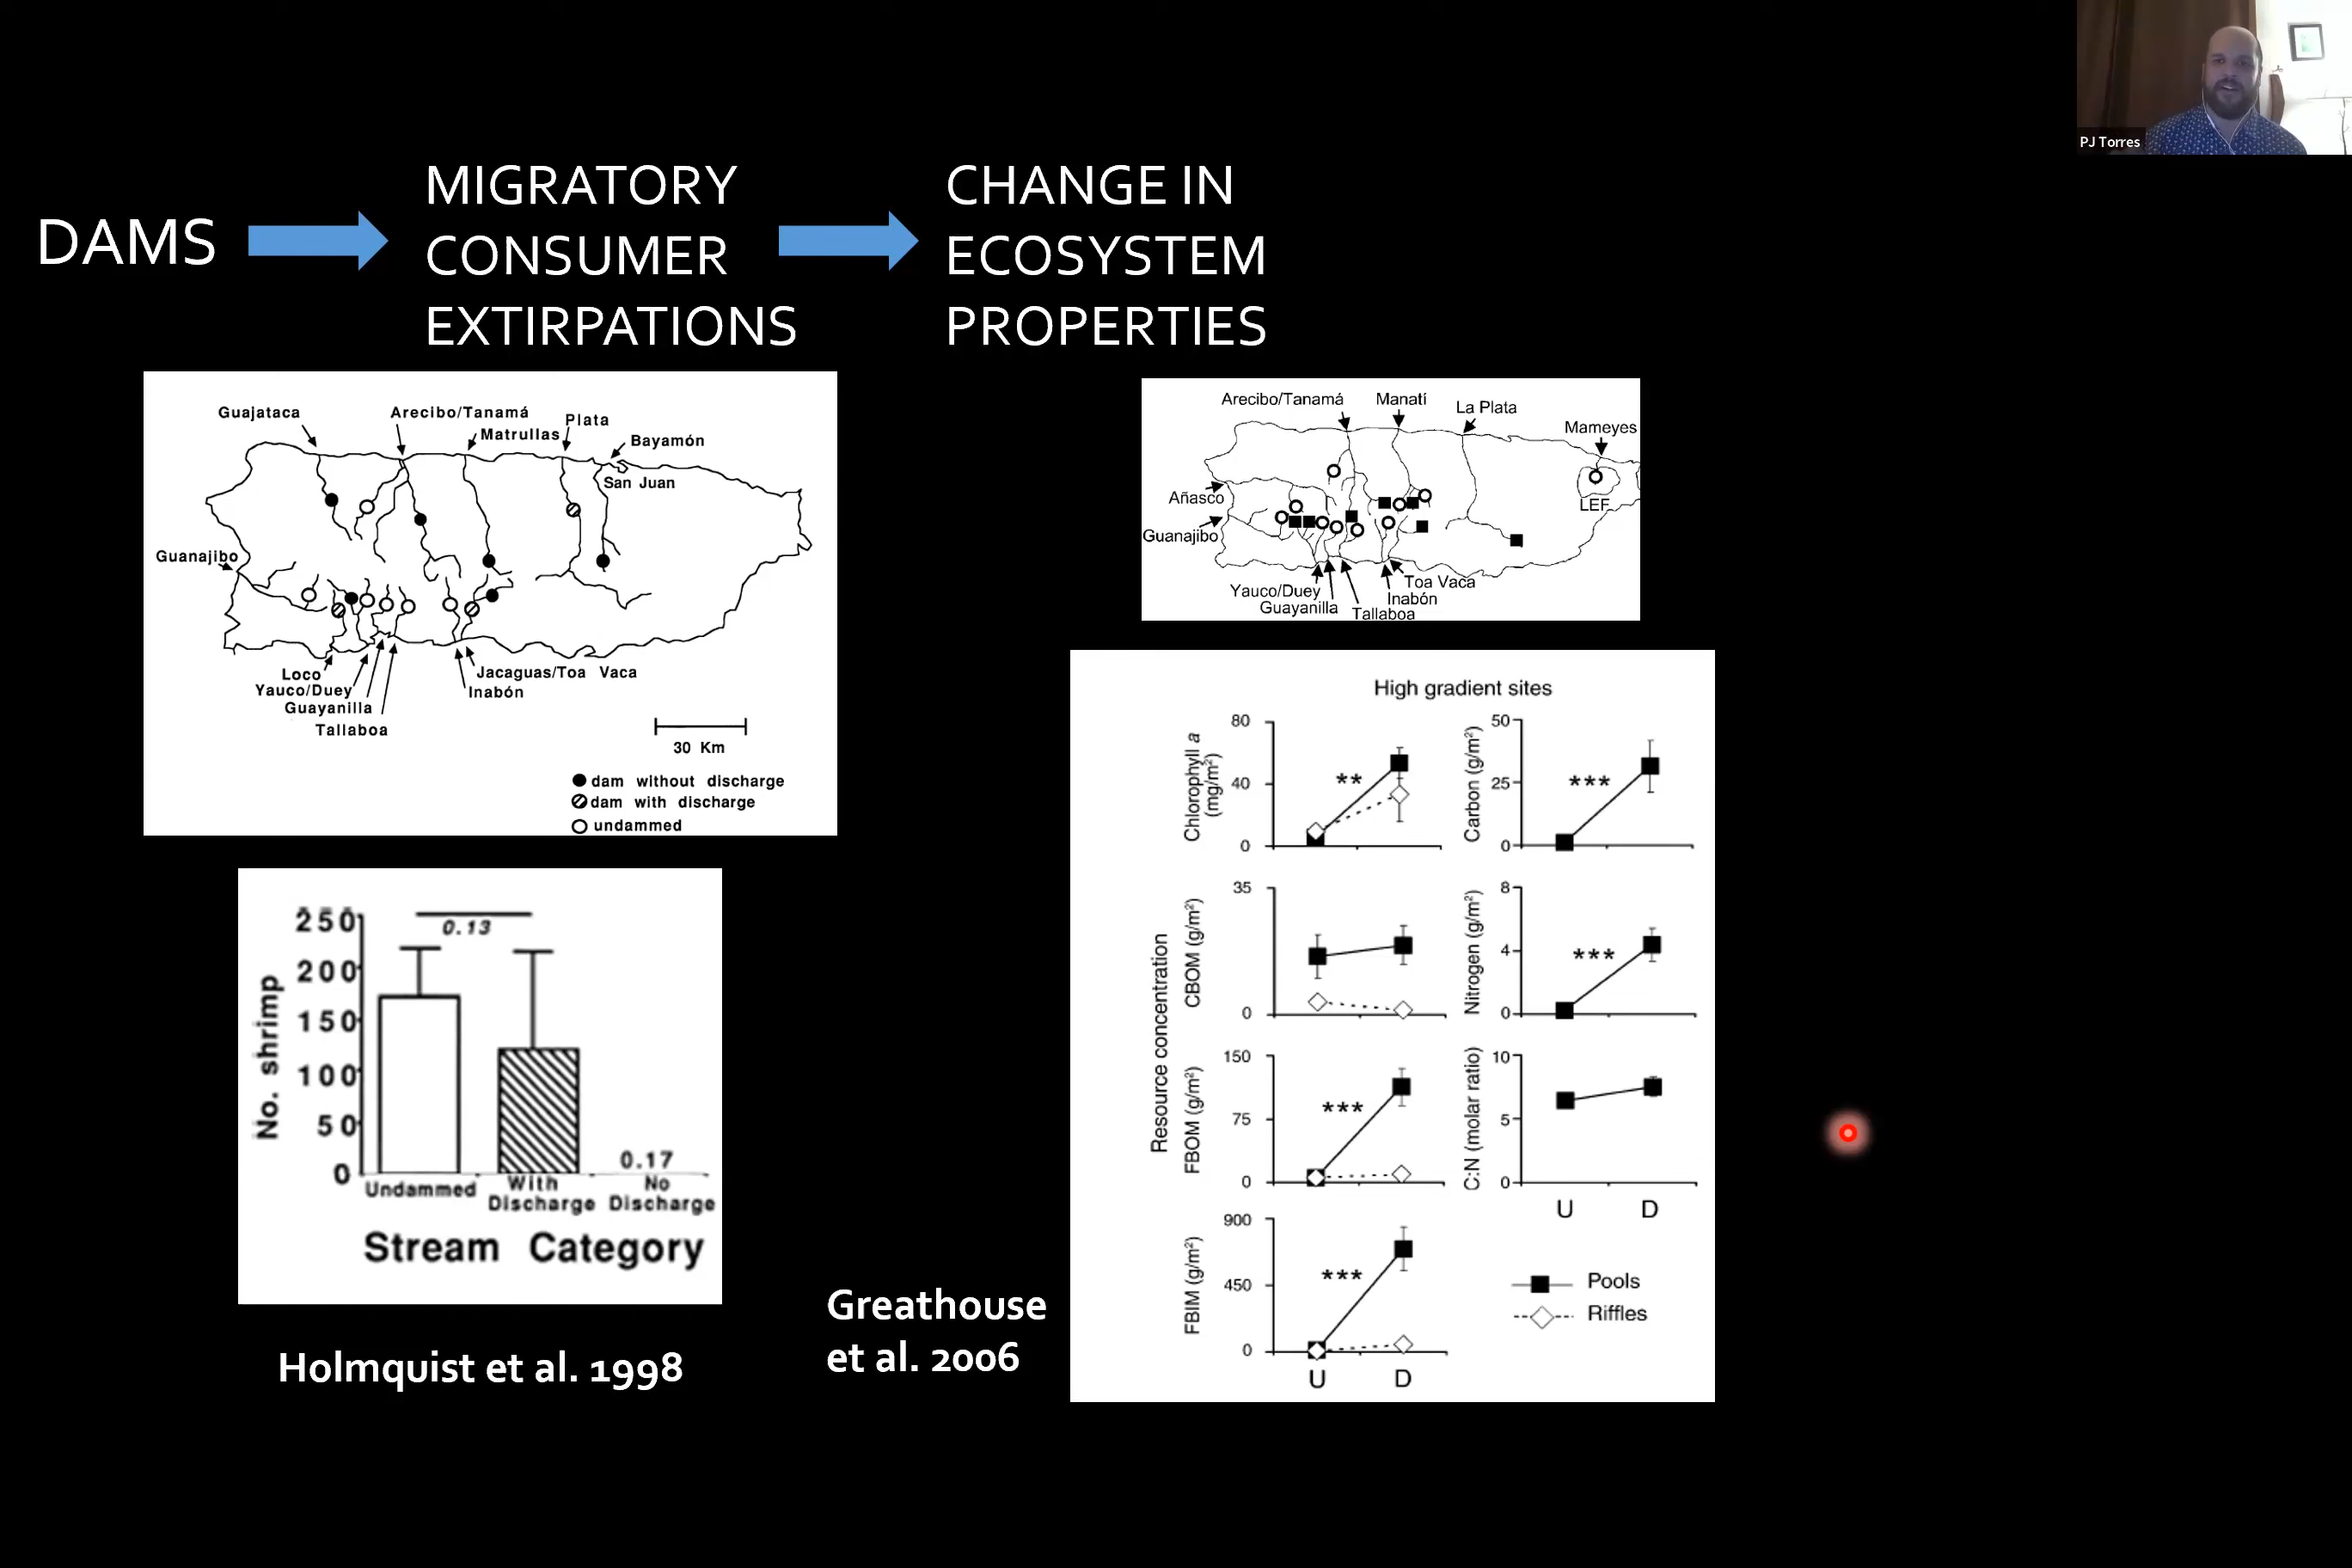 PJ Torres
DAMS
MIGRATORY
CONSUMER
EXTIRPATIONS
CHANGE IN
ECOSYSTEM
PROPERTIES
Guajataca
Arecibo/Tanamá
Matrullas
Plata
Bayamón
San Juan
Guanajibo
Loco
Yauco/Duey
Guayanilla
Tallaboa
Jacaguas/Toa Vaca
Inabón
30 Km
dam without discharge
dam with discharge
undammed
No. shrimp
250
200
150
100
50
0
0.13
0.17
Undammed
With
Discharge
No
Discharge
Stream Category
Holmquist et al. 1998
Arecibo/Tanamá
Manatí
La Plata
Mameyes
LEF
Añasco
Guanajibo
Yauco/Duey
Guayanilla
Tallaboa
Inabón
Toa Vaca
Greathouse
et al. 2006
High gradient sites
Resource concentration
Chlorophyll a
(mg/m²)
80
40
0
**
Carbon (g/m²)
50
25
0
***
CBOM (g/m²)
35
0
Nitrogen (g/m²)
8
4
0
***
FBOM (g/m²)
150
75
0
***
C:N (molar ratio)
10
5
0
U D
FBIM (g/m²)
900
450
0
***
U D
Pools
Riffles